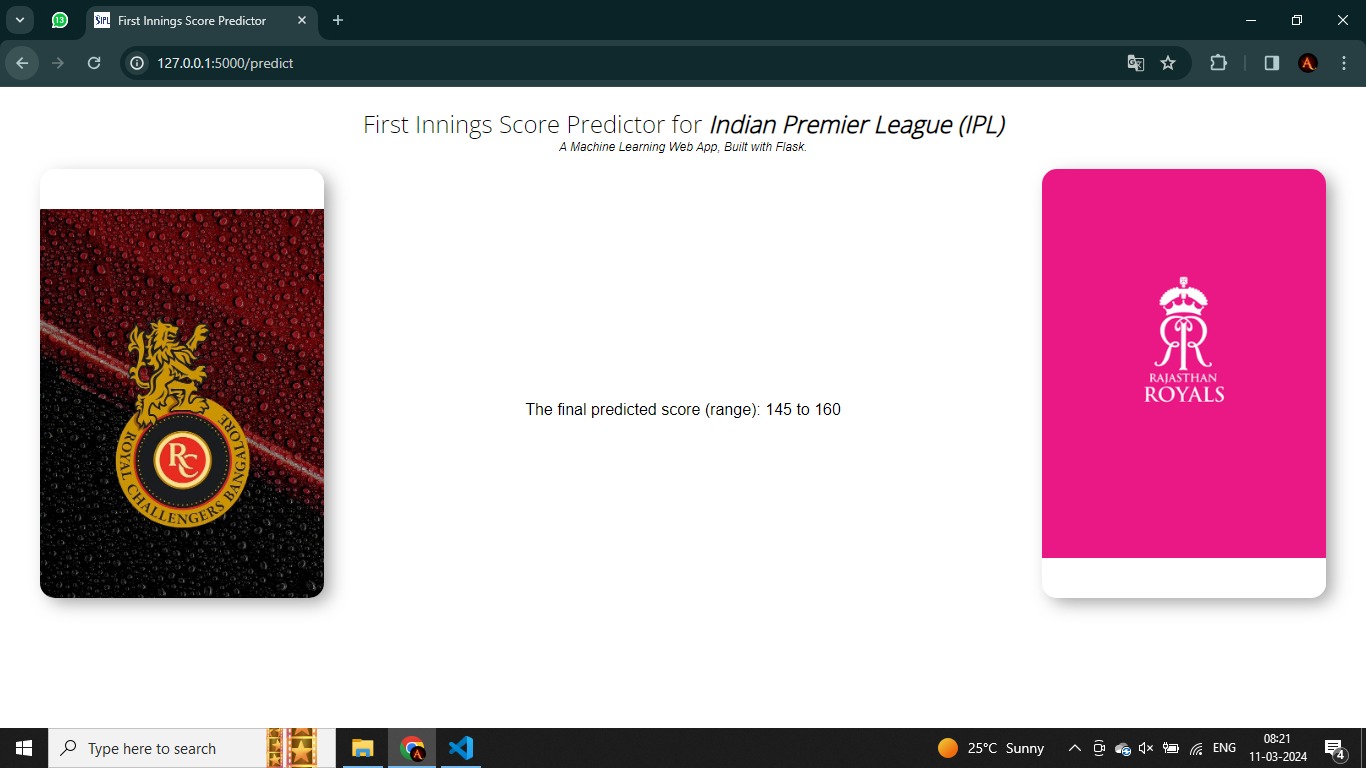 13
IPL
First Innings Score Predictor
127.0.0.1:5000/predict
First Innings Score Predictor for Indian Premier League (IPL)
A Machine Learning Web App, Built with Flask.
ROYAL CHALLENGERS BANGALORE
RC
The final predicted score (range): 145 to 160
RR
RAJASTHAN
ROYALS
Type here to search
25°C Sunny
ENG
08:21
11-03-2024
4